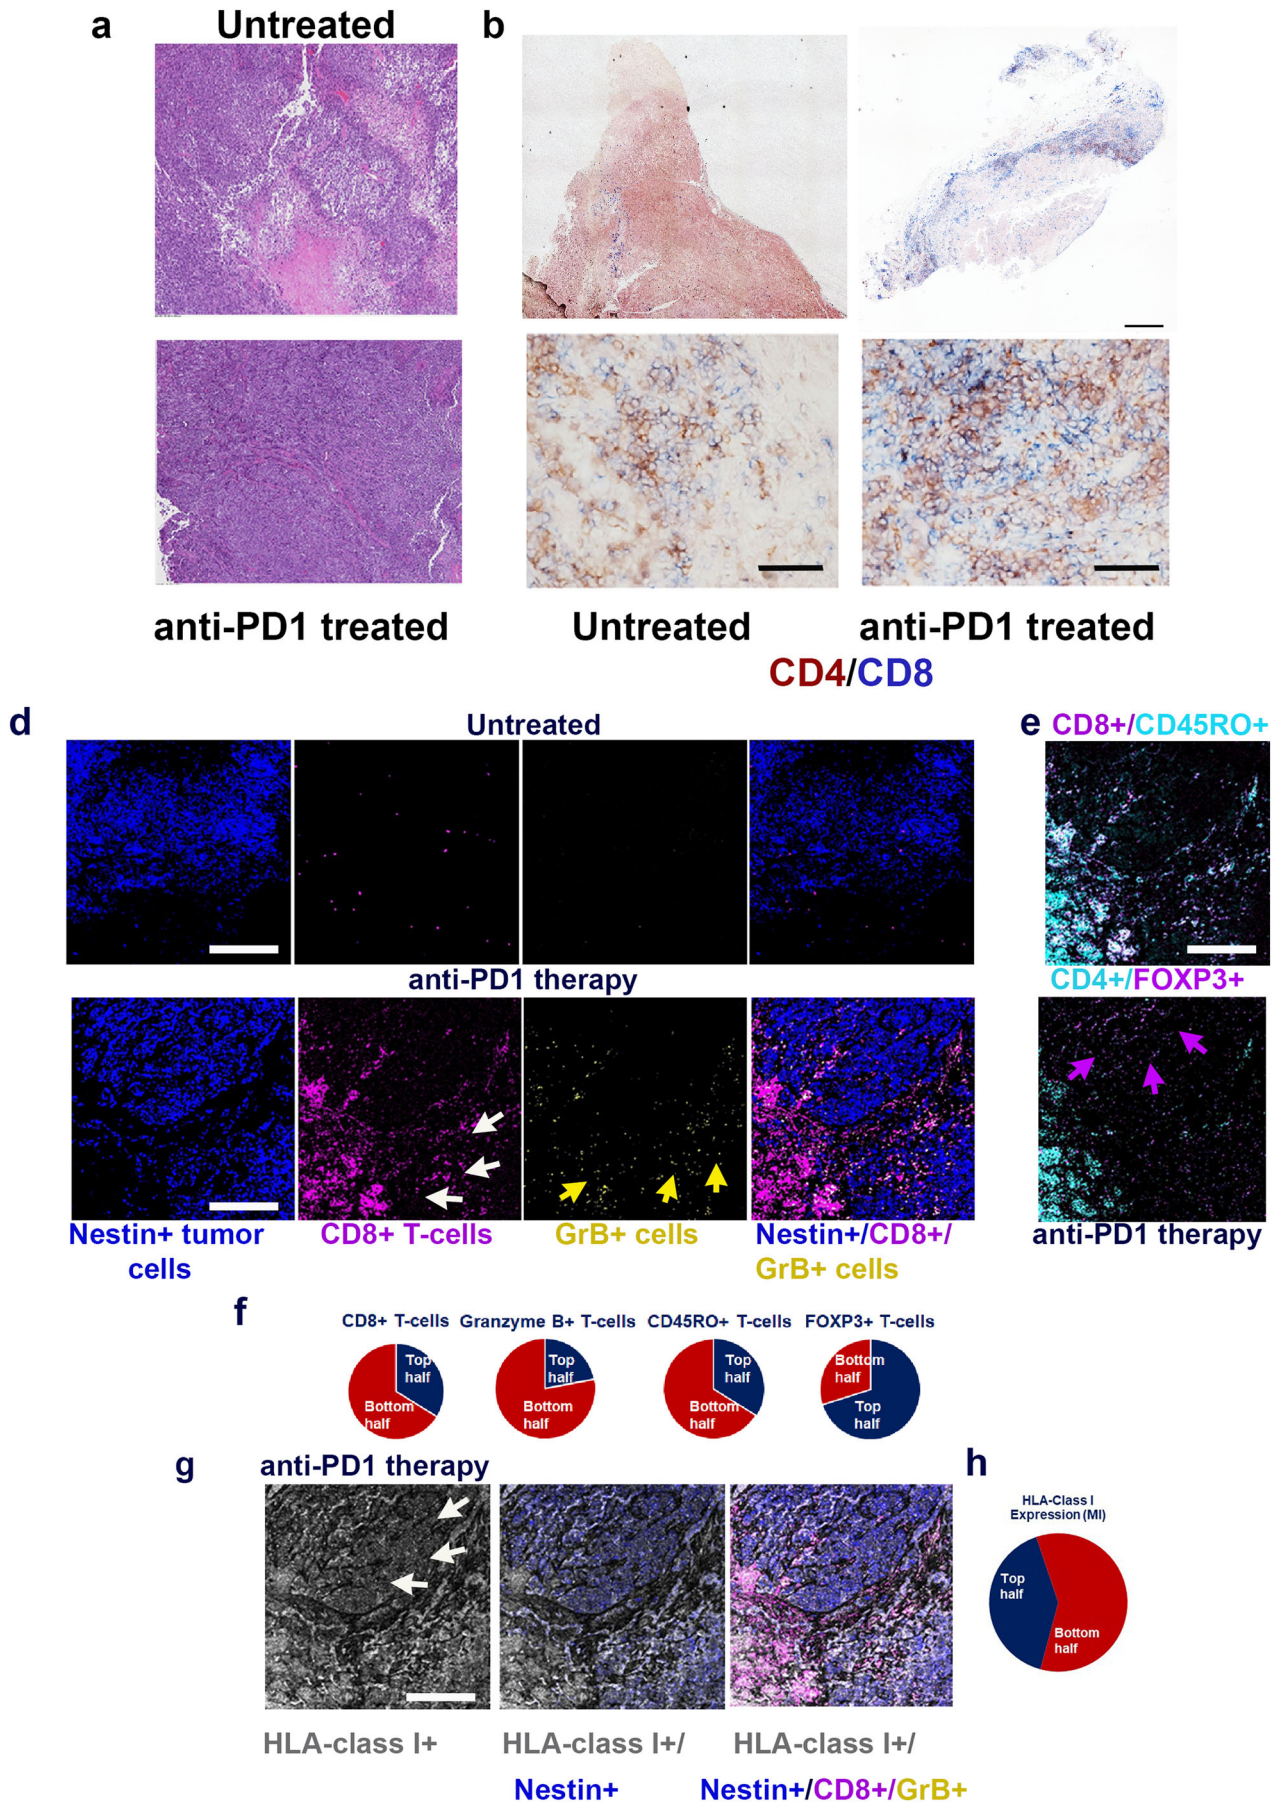 a
Untreated
b
anti-PD1 treated
Untreated
anti-PD1 treated
CD4/CD8
d
Untreated
e
CD8+/CD45RO+
anti-PD1 therapy
CD4+/FOXP3+
Nestin+ tumor
cells
CD8+ T-cells
GrB+ cells
Nestin+/CD8+/
GrB+ cells
anti-PD1 therapy
f
CD8+ T-cells
Granzyme B+ T-cells
CD45RO+ T-cells
FOXP3+ T-cells
Top
half
Bottom
half
Top
half
Bottom
half
Top
half
Bottom
half
Bottom
half
Top
half
g
anti-PD1 therapy
h
HLA-Class I
Expression (MI)
Top
half
Bottom
half
HLA-class I+
HLA-class I+/
Nestin+
HLA-class I+/
Nestin+/CD8+/GrB+